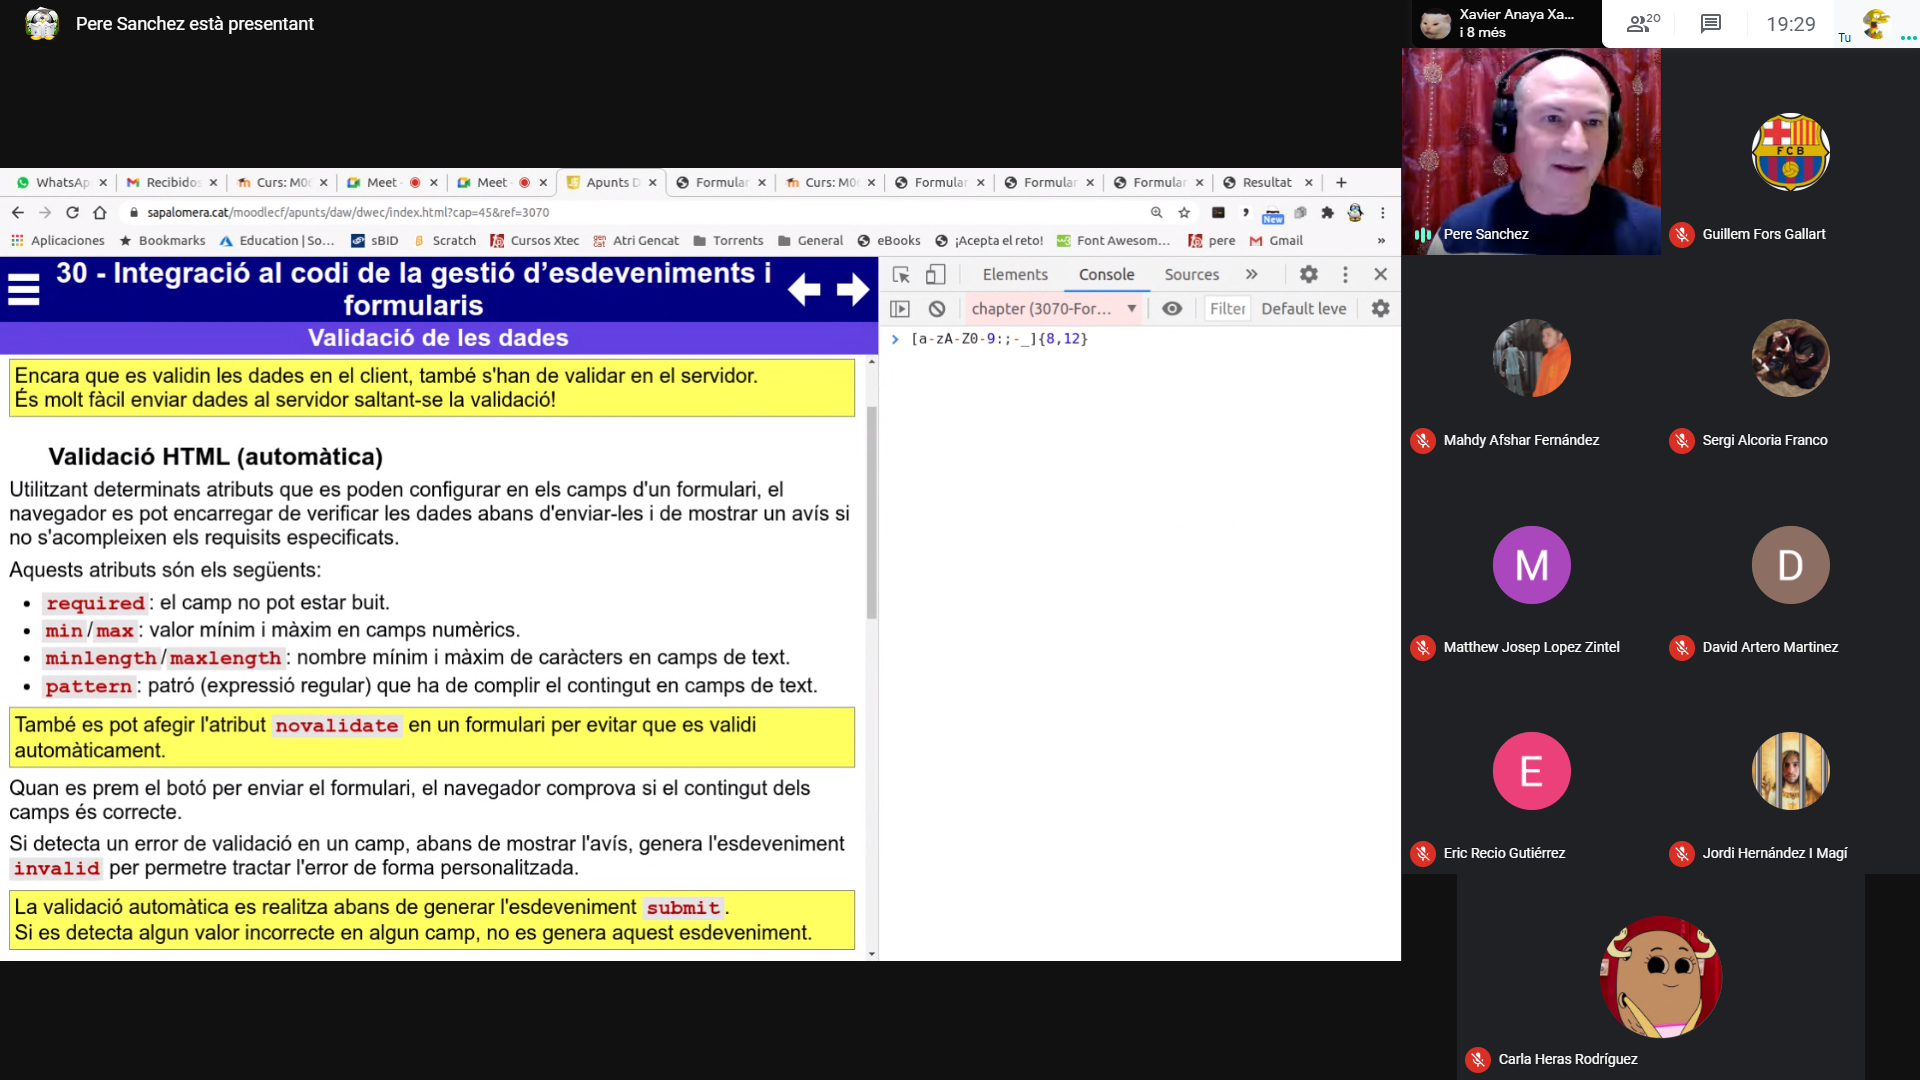 Pere Sanchez està presentant
Xavier Anaya Xa...
i 8 més
20
19:29
Tu
WhatsAp
Recibidos
Curs: M0
Meet
Meet
Apunts D
Formular
Curs: M0
Formular
Formular
Formular
Resultat
sapalomera.cat/moodlecf/apunts/daw/dwec/index.html?cap=45&ref=3070
New
Aplicaciones
Bookmarks
Education | So...
sBID
Scratch
Cursos Xtec
Atri Gencat
Torrents
General
eBooks
¡Acepta el reto!
Font Awesom...
pere
Gmail
»
30 - Integració al codi de la gestió d’esdeveniments i
formularis
Validació de les dades
Encara que es validin les dades en el client, també s'han de validar en el servidor.
És molt fàcil enviar dades al servidor saltant-se la validació!
Validació HTML (automàtica)
Utilitzant determinats atributs que es poden configurar en els camps d'un formulari, el
navegador es pot encarregar de verificar les dades abans d'enviar-les i de mostrar un avís si
no s'acompleixen els requisits especificats.
Aquests atributs són els següents:
• required: el camp no pot estar buit.
• min/max: valor mínim i màxim en camps numèrics.
• minlength/maxlength: nombre mínim i màxim de caràcters en camps de text.
• pattern: patró (expressió regular) que ha de complir el contingut en camps de text.
També es pot afegir l'atribut novalidate en un formulari per evitar que es validi
automàticament.
Quan es prem el botó per enviar el formulari, el navegador comprova si el contingut dels
camps és correcte.
Si detecta un error de validació en un camp, abans de mostrar l'avís, genera l'esdeveniment
invalid per permetre tractar l'error de forma personalitzada.
La validació automàtica es realitza abans de generar l'esdeveniment submit.
Si es detecta algun valor incorrecte en algun camp, no es genera aquest esdeveniment.
Elements
Console
Sources
»
chapter (3070-For...
Filter
Default leve
[a-zA-Z0-9:;-_]{8,12}
Pere Sanchez
FCB
Guillem Fors Gallart
Mahdy Afshar Fernández
Sergi Alcoria Franco
M
Matthew Josep Lopez Zintel
D
David Artero Martinez
E
Eric Recio Gutiérrez
Jordi Hernández I Magí
Carla Heras Rodríguez